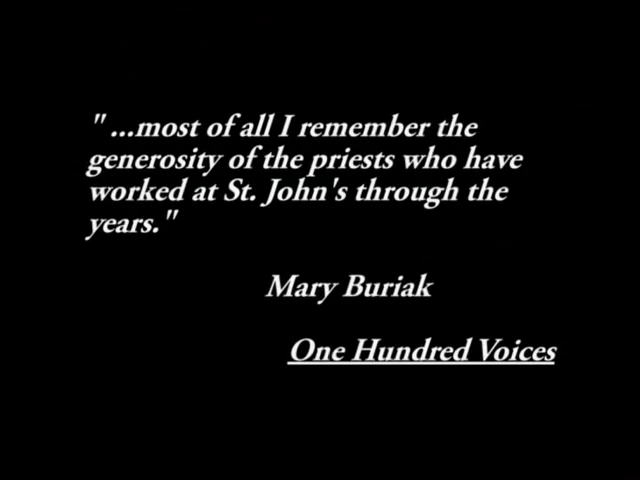 " ...most of all I remember the
generosity of the priests who have
worked at St. John's through the
years."
Mary Buriak
One Hundred Voices